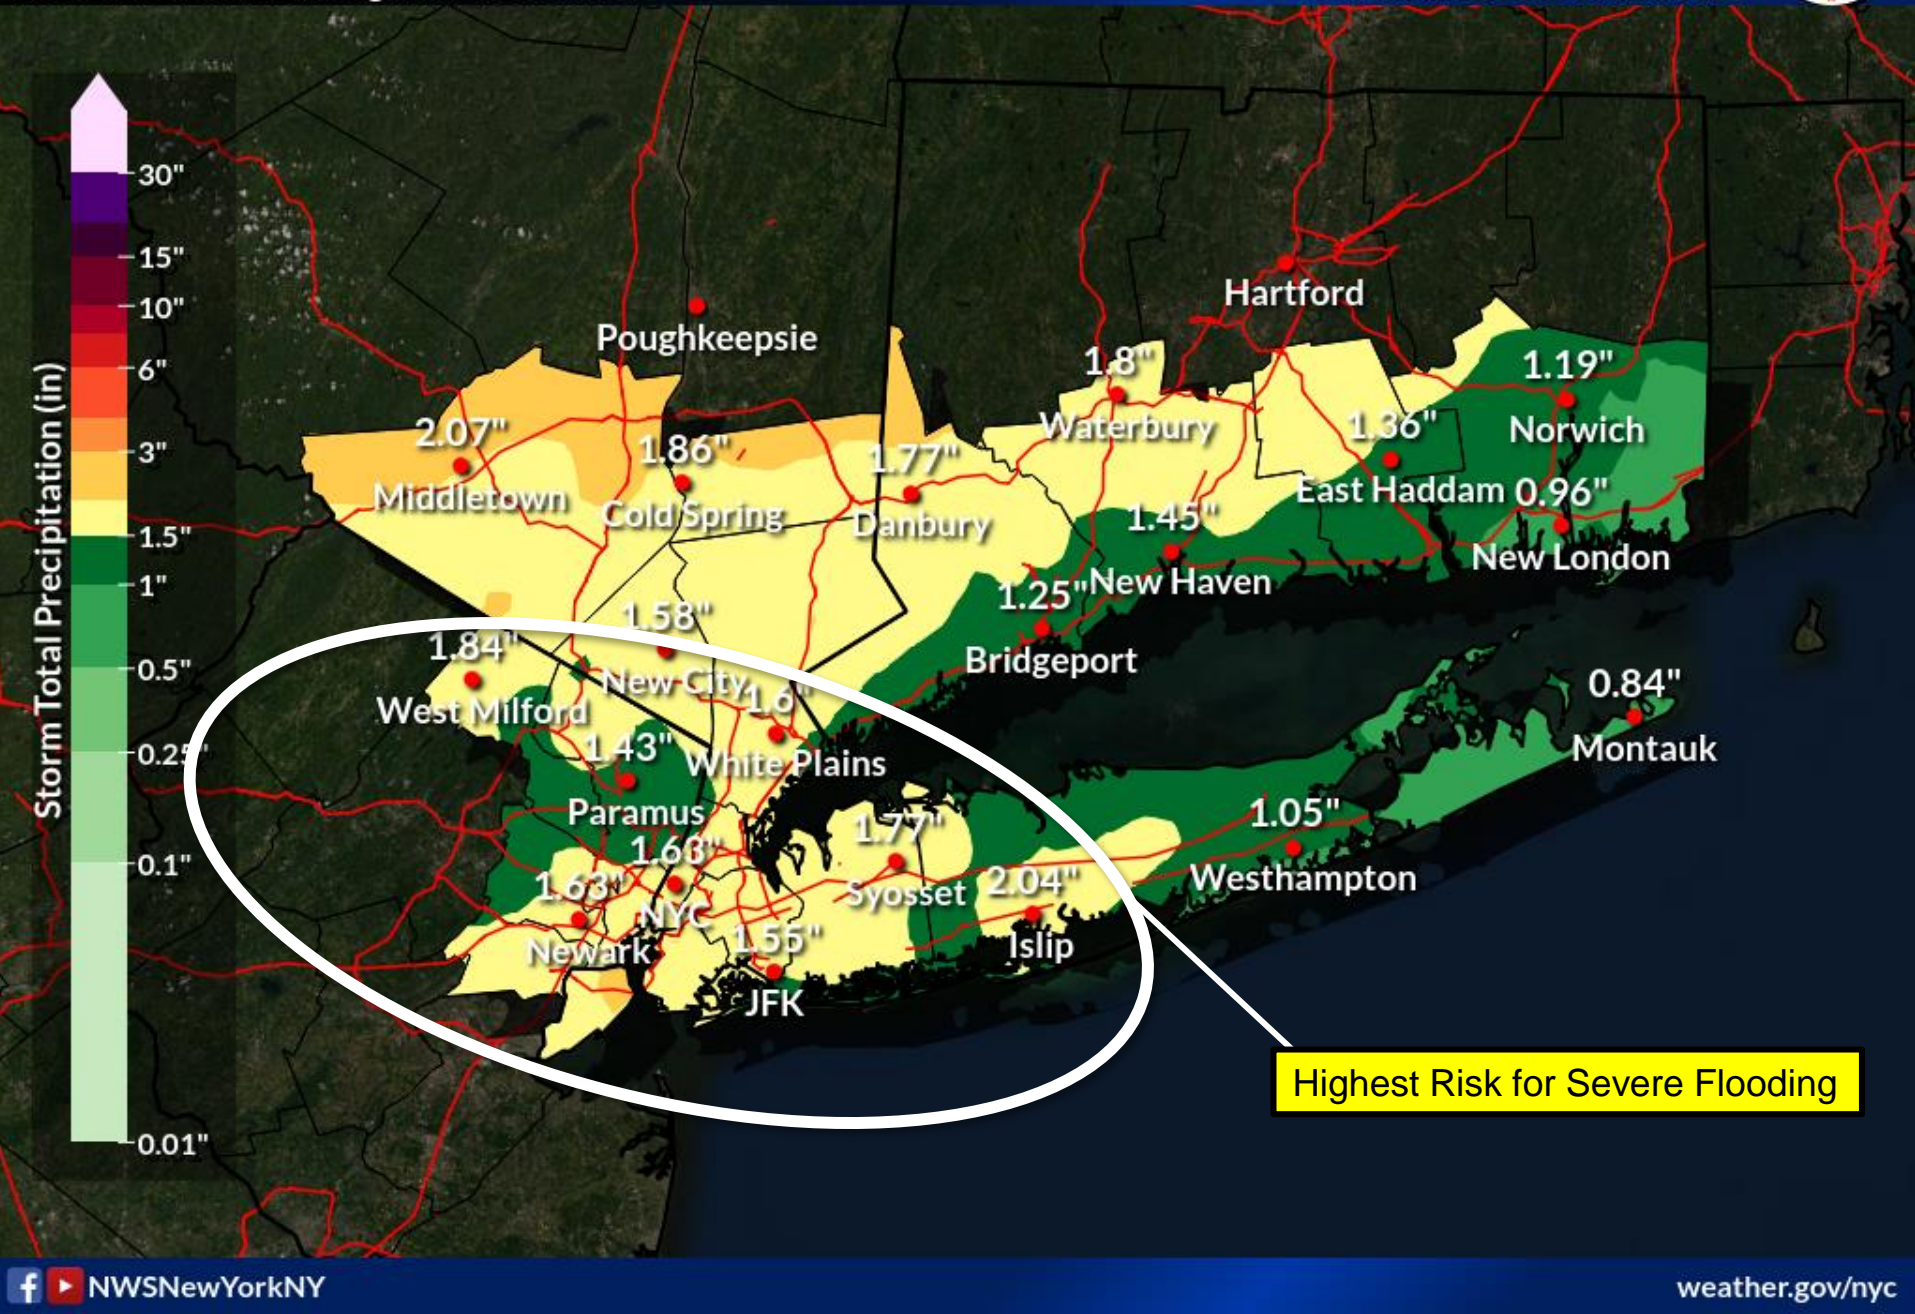 30"
15"
10"
6"
3"
1.5"
1"
0.5"
0.25"
0.1"
0.01"
Storm Total Precipitation (in)
Poughkeepsie
Hartford
2.07"
Middletown
1.86"
Cold Spring
1.77"
Danbury
1.8"
Waterbury
1.36"
East Haddam
1.19"
Norwich
0.96"
New London
1.45"
New Haven
1.25"
Bridgeport
1.58"
New City
1.84"
West Milford
1.6"
White Plains
1.43"
Paramus
1.63"
NYC
1.63"
Newark
1.55"
JFK
1.77"
Syosset
2.04"
Islip
1.05"
Westhampton
0.84"
Montauk
Highest Risk for Severe Flooding
NWSNewYorkNY
weather.gov/nyc